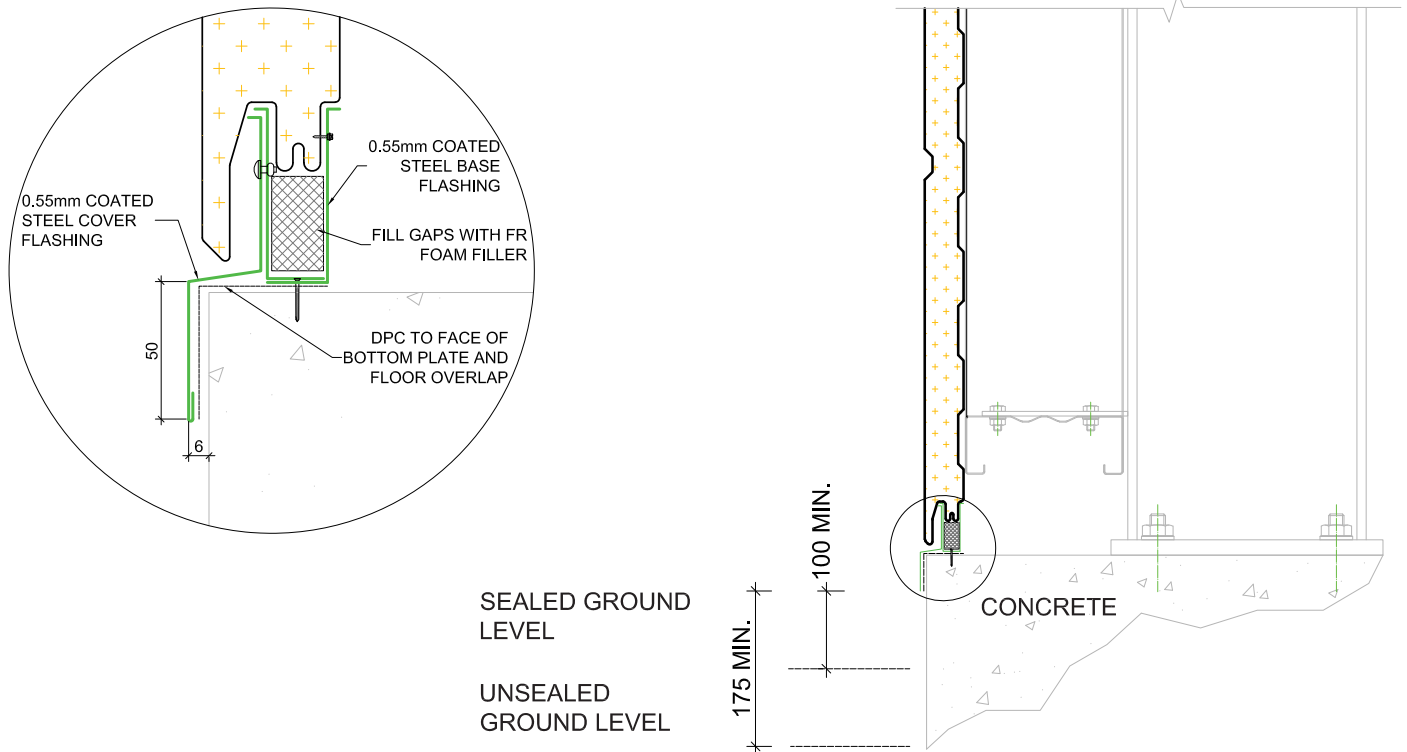 0.55mm COATED
STEEL BASE
FLASHING
0.55mm COATED
STEEL COVER
FLASHING
FILL GAPS WITH FR
FOAM FILLER
DPC TO FACE OF
BOTTOM PLATE AND
FLOOR OVERLAP
50
6
SEALED GROUND
LEVEL
UNSEALED
GROUND LEVEL
175 MIN.
100 MIN.
CONCRETE